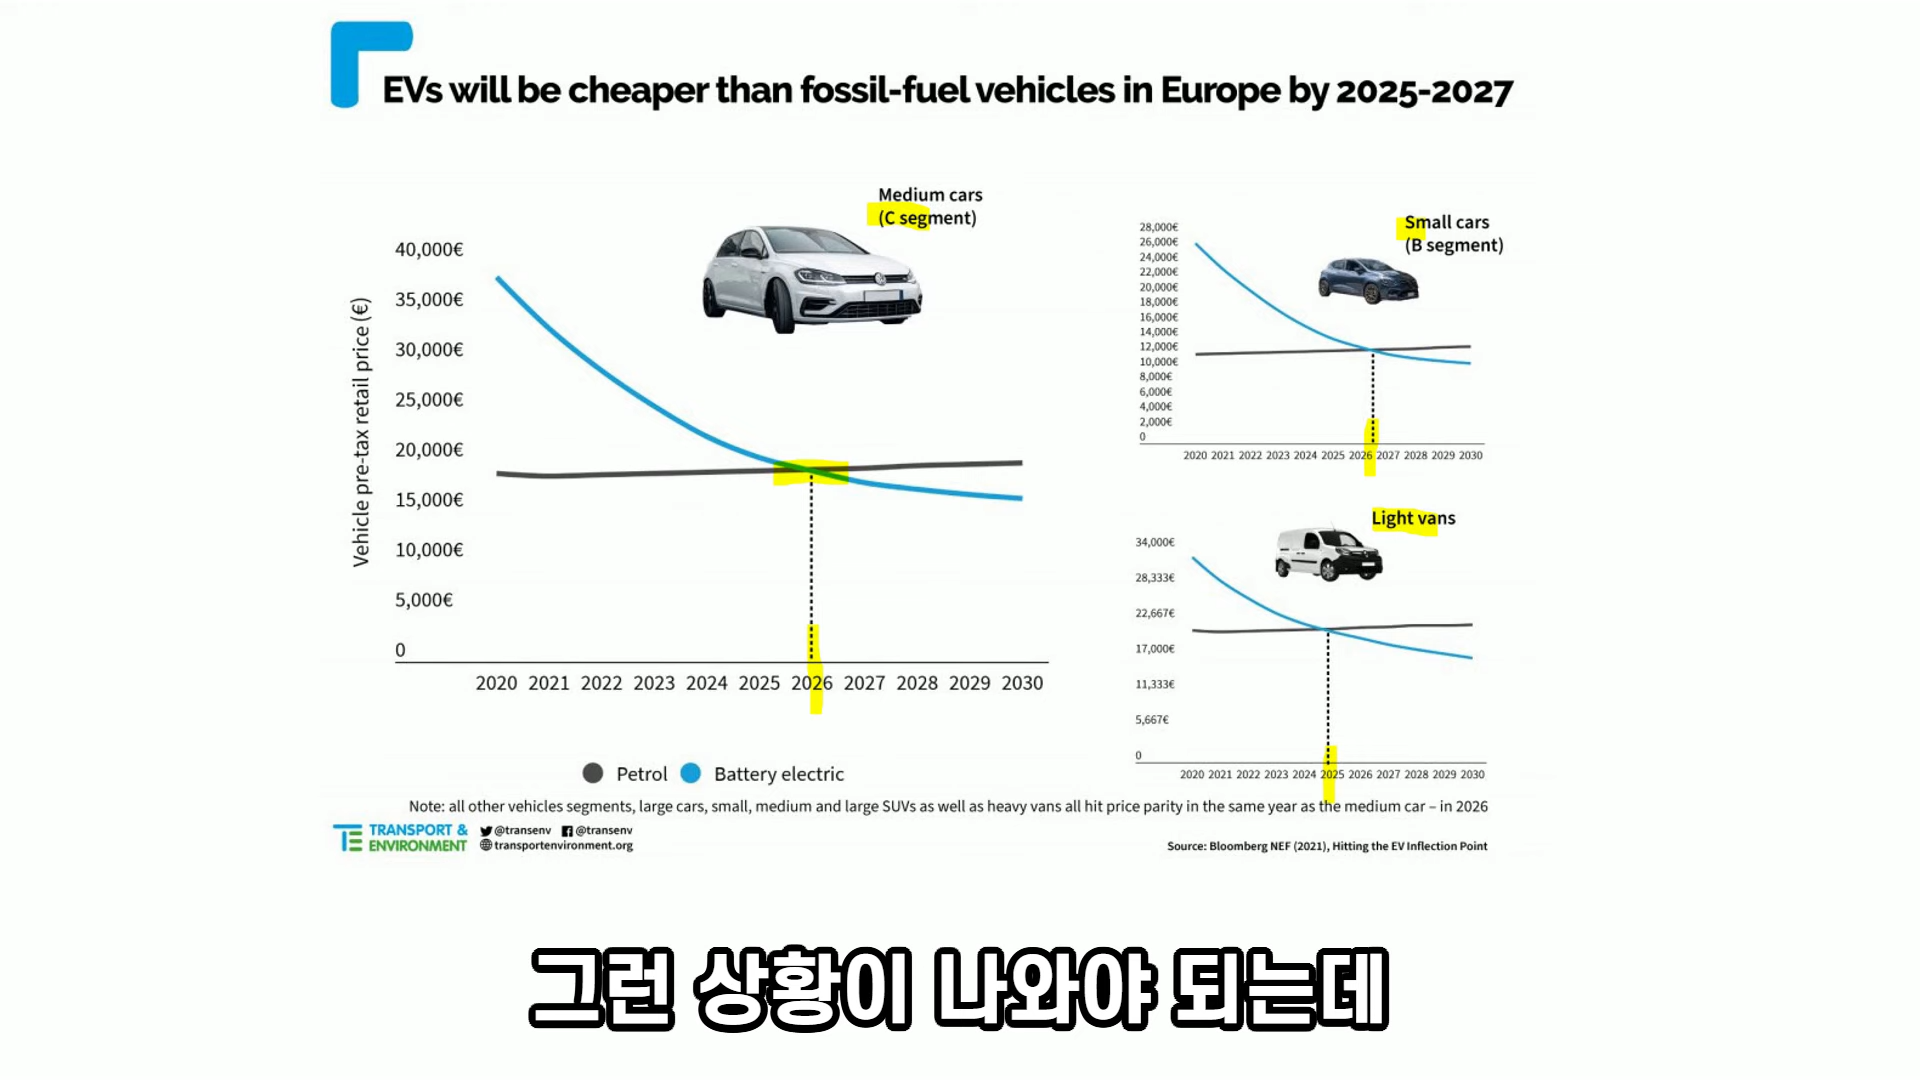 EVs will be cheaper than fossil-fuel vehicles in Europe by 2025-2027
Medium cars
(C segment)
Vehicle pre-tax retail price (€)
40,000€
35,000€
30,000€
25,000€
20,000€
15,000€
10,000€
5,000€
0
2020 2021 2022 2023 2024 2025 2026 2027 2028 2029 2030
Petrol Battery electric
Small cars
(B segment)
28,000€
26,000€
24,000€
22,000€
20,000€
18,000€
16,000€
14,000€
12,000€
10,000€
8,000€
6,000€
4,000€
2,000€
0
2020 2021 2022 2023 2024 2025 2026 2027 2028 2029 2030
Light vans
34,000€
28,333€
22,667€
17,000€
11,333€
5,667€
0
2020 2021 2022 2023 2024 2025 2026 2027 2028 2029 2030
Note: all other vehicles segments, large cars, small, medium and large SUVs as well as heavy vans all hit price parity in the same year as the medium car – in 2026
TRANSPORT &
ENVIRONMENT
@transenv @transenv
transportenvironment.org
Source: Bloomberg NEF (2021), Hitting the EV Inflection Point
그런 상황이 나와야 되는데